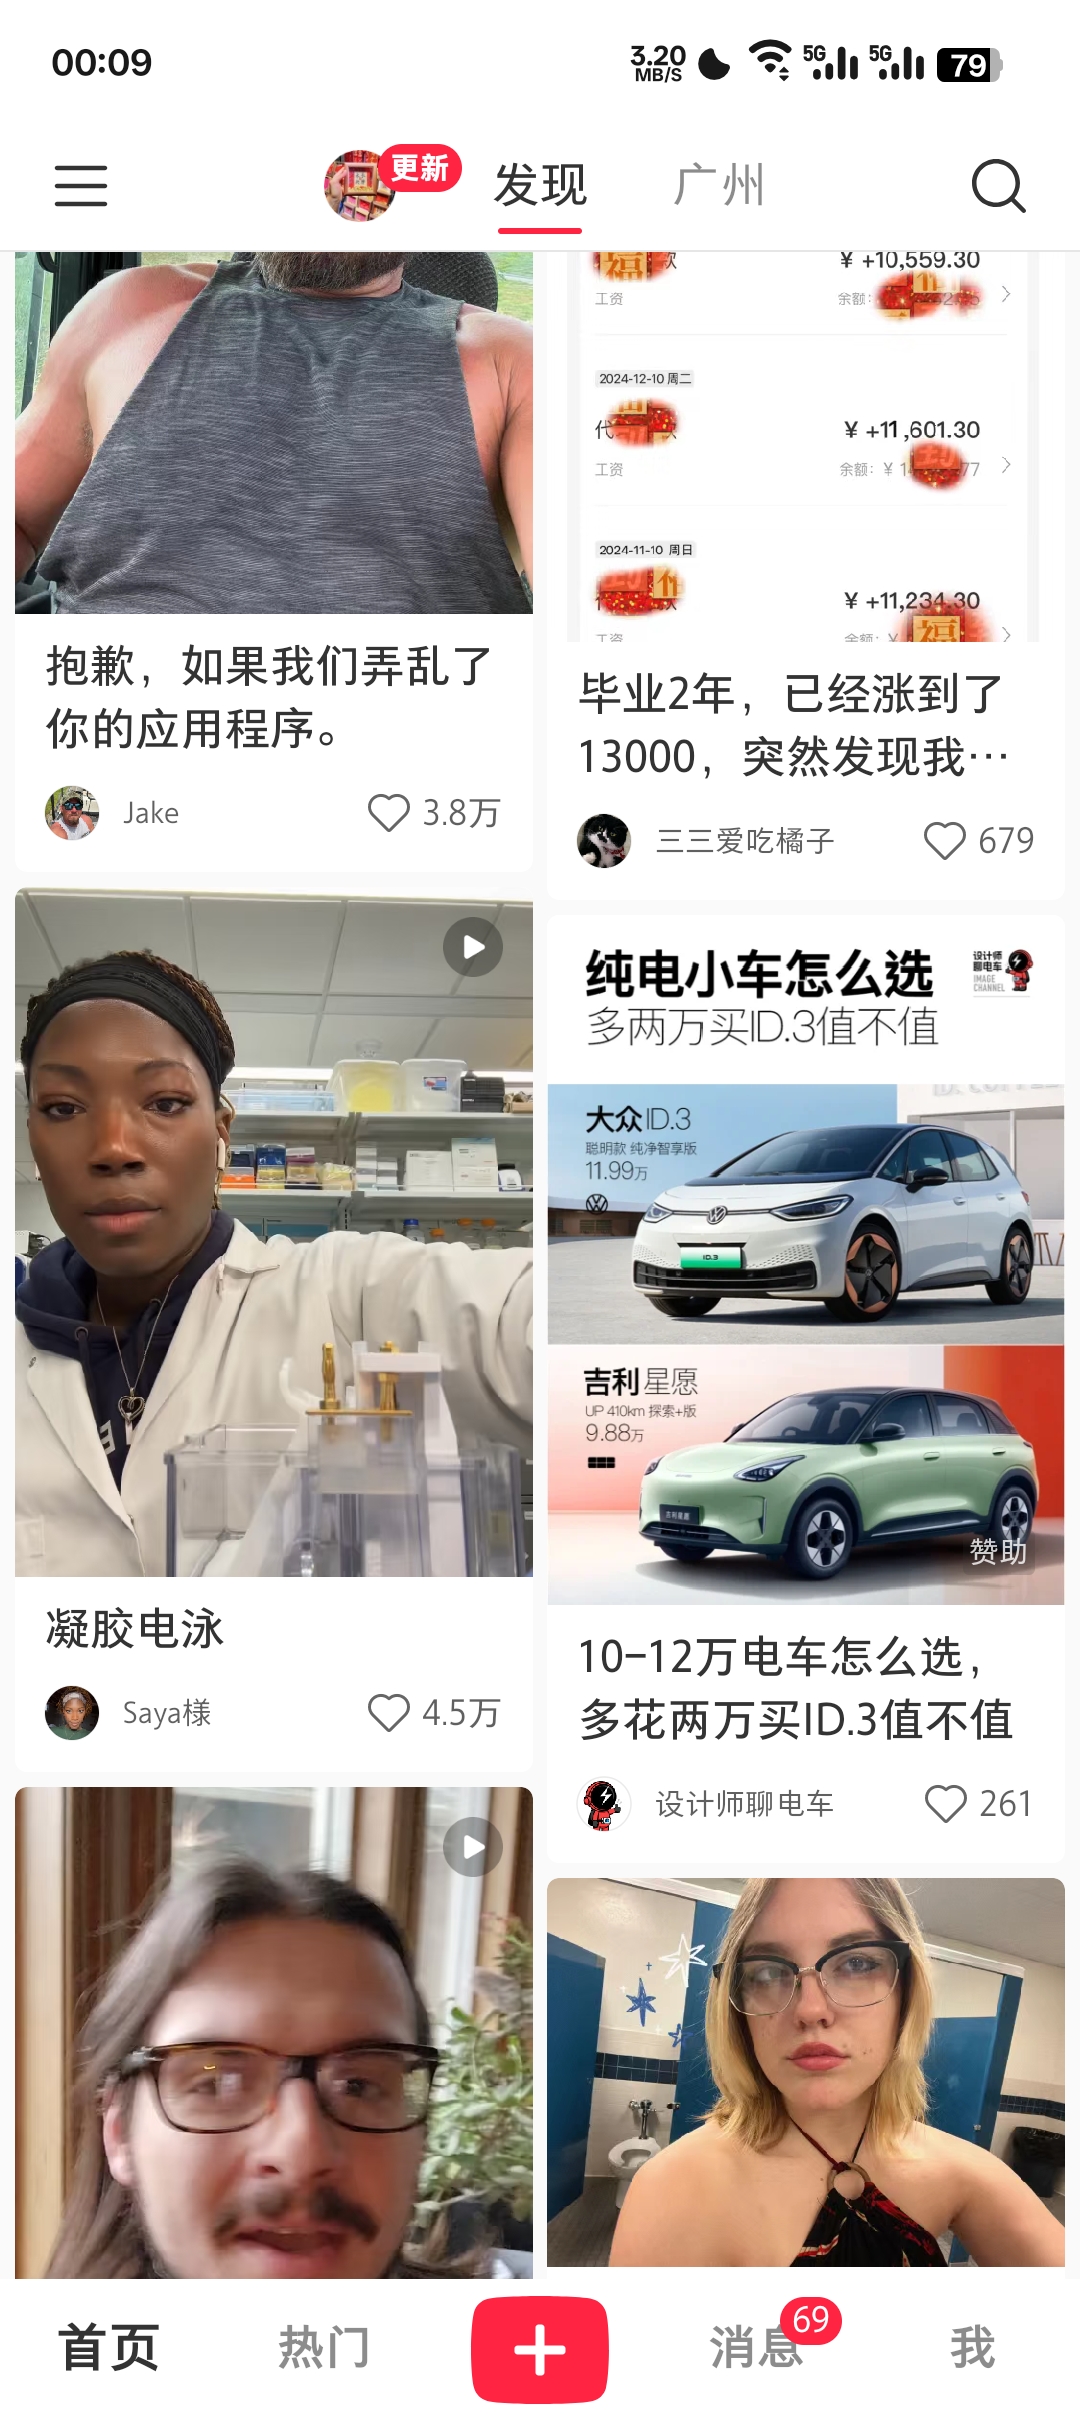 00:09
3.20
MB/S
5G
5G
79
更新
发现
广州
抱歉，如果我们弄乱了
你的应用程序。
Jake
3.8万
凝胶电泳
Saya様
4.5万
¥ +10,559.30
工资
余额:
2024-12-10 周二
代
¥ +11,601.30
工资
余额: ¥ 1
77
2024-11-10 周日
¥ +11,234.30
工资
余额: ¥
福
毕业2年，已经涨到了
13000，突然发现我…
三三爱吃橘子
679
纯电小车怎么选
多两万买ID.3值不值
设计师
聊电车
IMAGE
CHANNEL
大众ID.3
聪明款 纯净智享版
11.99万
ID.3
吉利星愿
UP 410km 探索+版
9.88万
吉利星愿
赞助
10-12万电车怎么选，
多花两万买ID.3值不值
设计师聊电车
261
首页
热门
消息
69
我